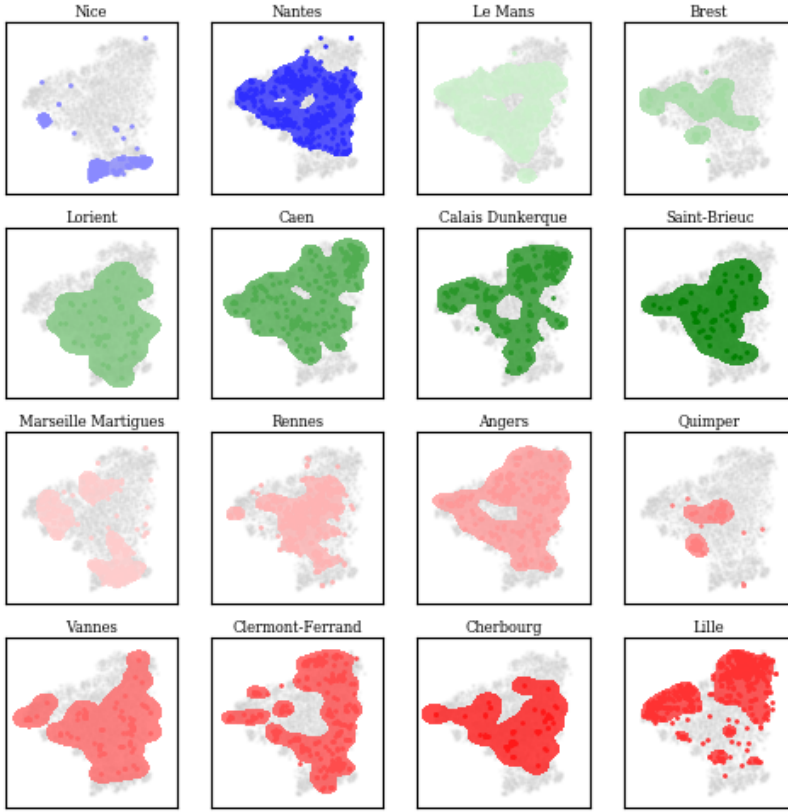 Nice
Nantes
Le Mans
Brest
Lorient
Caen
Calais Dunkerque
Saint-Brieuc
Marseille Martigues
Rennes
Angers
Quimper
Vannes
Clermont-Ferrand
Cherbourg
Lille